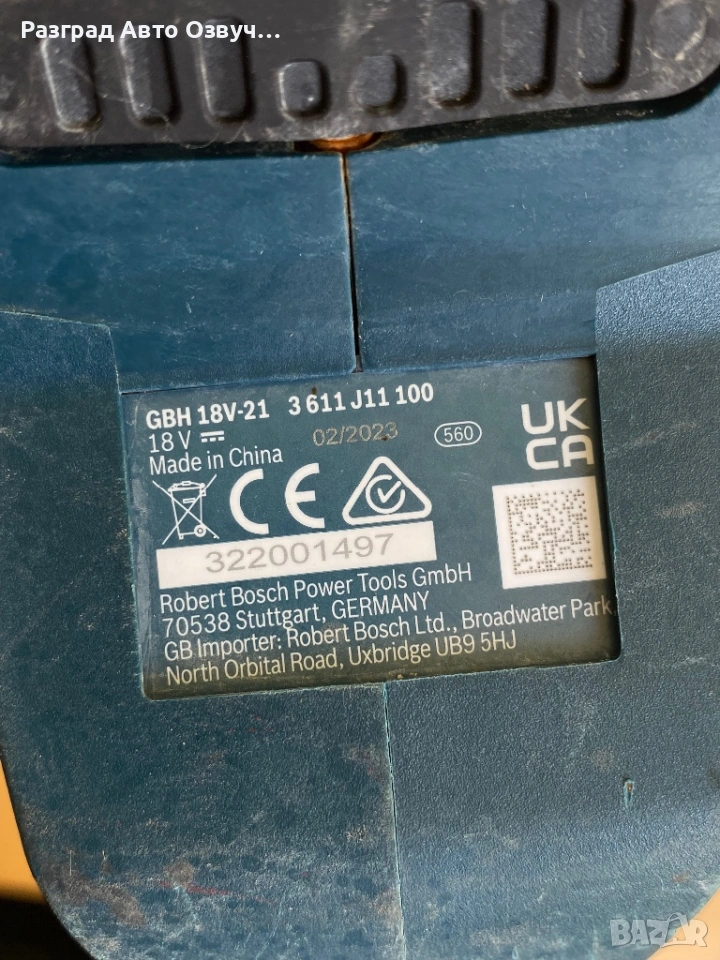 Разград Авто Озвуч...
GBH 18V-21 3 611 J11 100
18 V 02/2023 560
Made in China
UK
CA
CE
322001497
Robert Bosch Power Tools GmbH
70538 Stuttgart, GERMANY
GB Importer: Robert Bosch Ltd., Broadwater Park,
North Orbital Road, Uxbridge UB9 5HJ
BAZAR